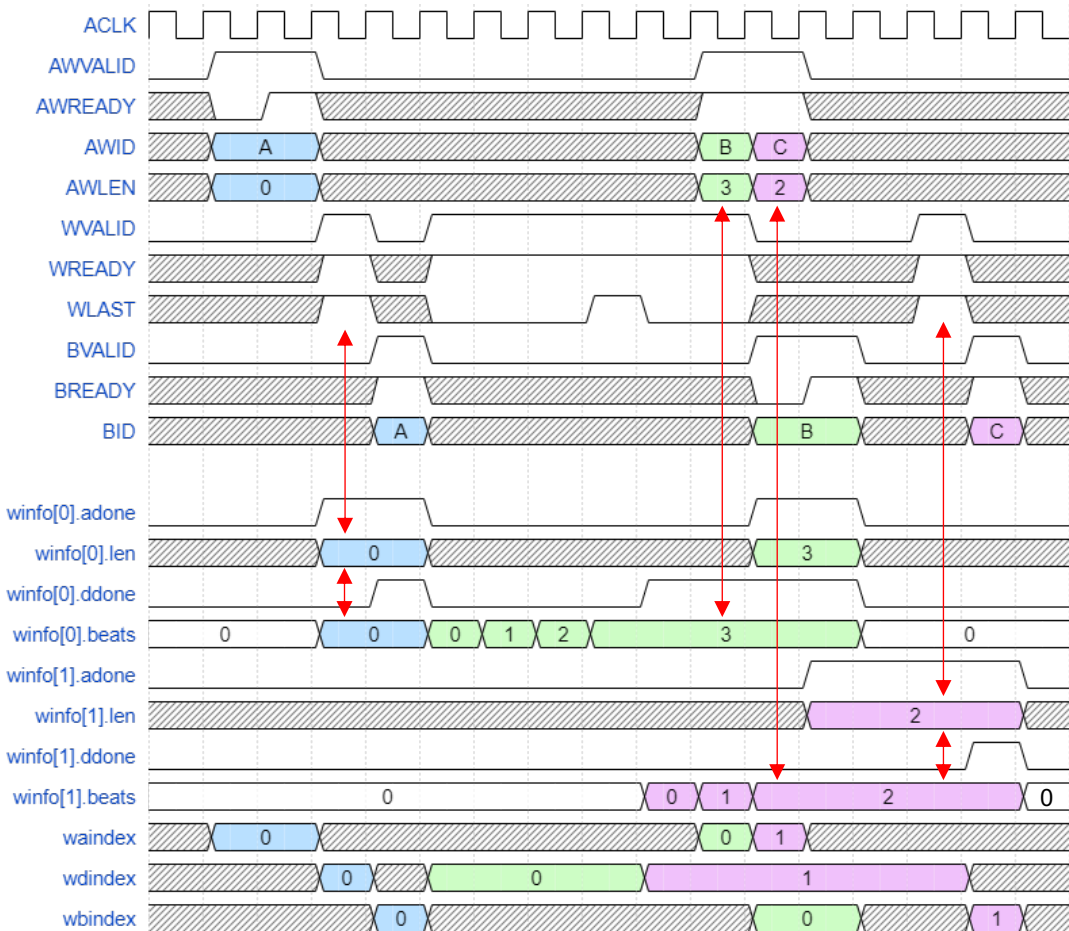 ACLK
AWVALID
AWREADY
AWID A B C
AWLEN 0 3 2
WVALID
WREADY
WLAST
BVALID
BREADY
BID A B C
winfo[0].adone
winfo[0].len 0 3
winfo[0].ddone
winfo[0].beats 0 0 0 1 2 3 0
winfo[1].adone
winfo[1].len 2
winfo[1].ddone
winfo[1].beats 0 0 1 2 0
waindex 0 0 1
wdindex 0 0 1
wbindex 0 0 1